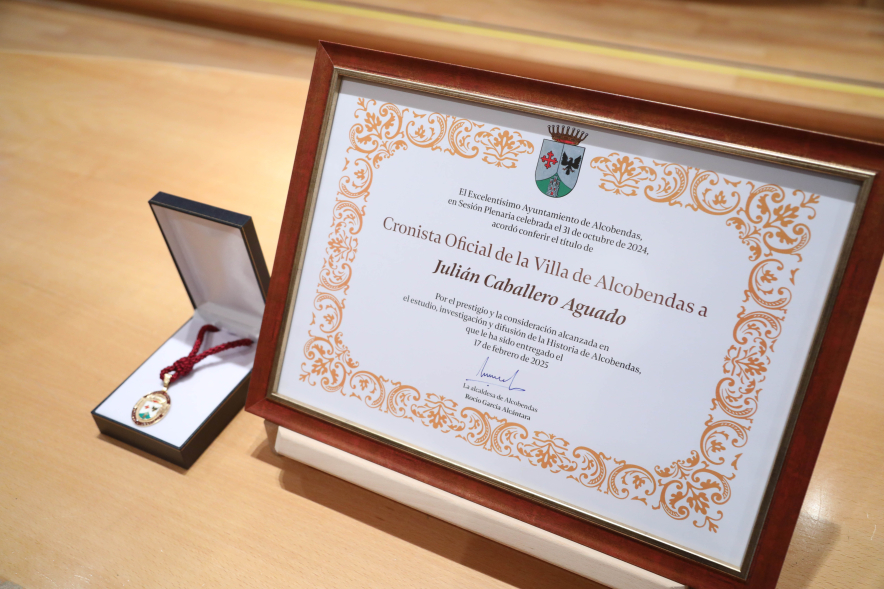 El Excelentísimo Ayuntamiento de Alcobendas,
en Sesión Plenaria celebrada el 31 de octubre de 2024,
acordó conferir el título de
Cronista Oficial de la Villa de Alcobendas a
Julián Caballero Aguado
Por el prestigio y la consideración alcanzada en
el estudio, investigación y difusión de la Historia de Alcobendas,
que le ha sido entregado el
17 de febrero de 2025
La alcaldesa de Alcobendas
Rocío García Alcántara